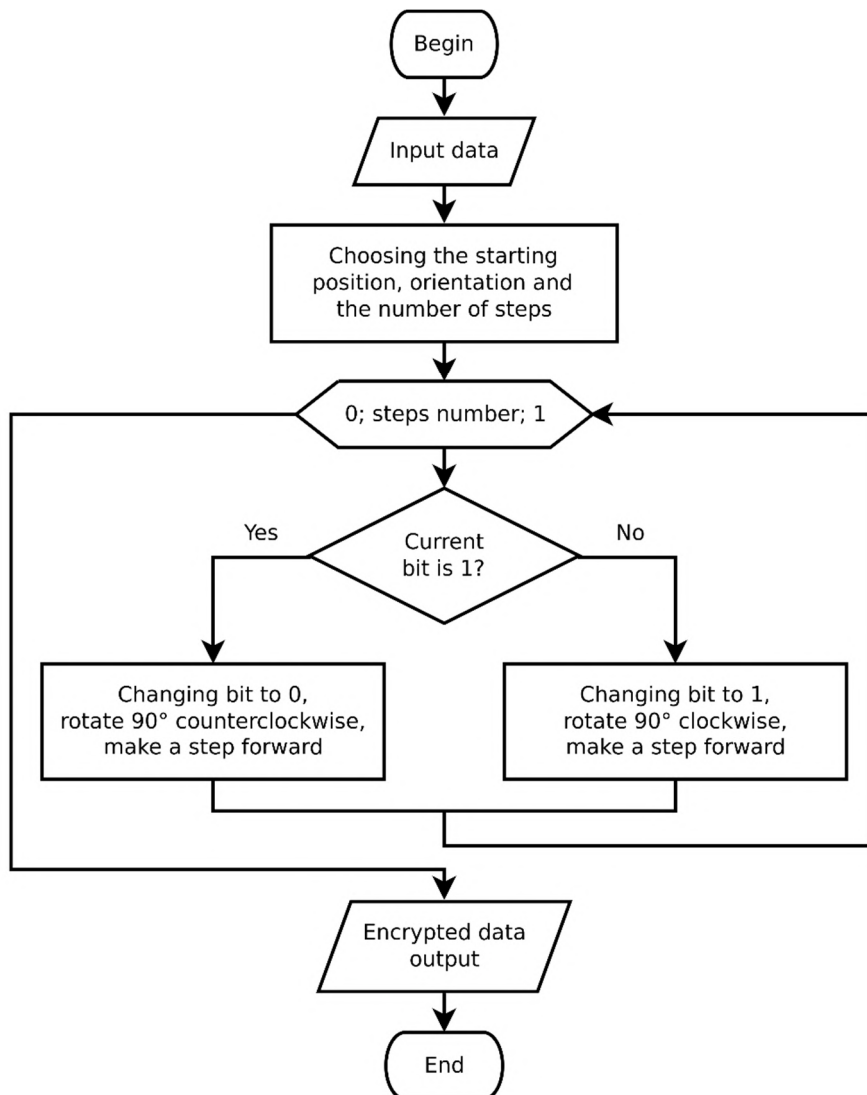 Begin
Input data
Choosing the starting
position, orientation and
the number of steps
0; steps number; 1
Current
bit is 1?
Yes
No
Changing bit to 0,
rotate 90° counterclockwise,
make a step forward
Changing bit to 1,
rotate 90° clockwise,
make a step forward
Encrypted data
output
End